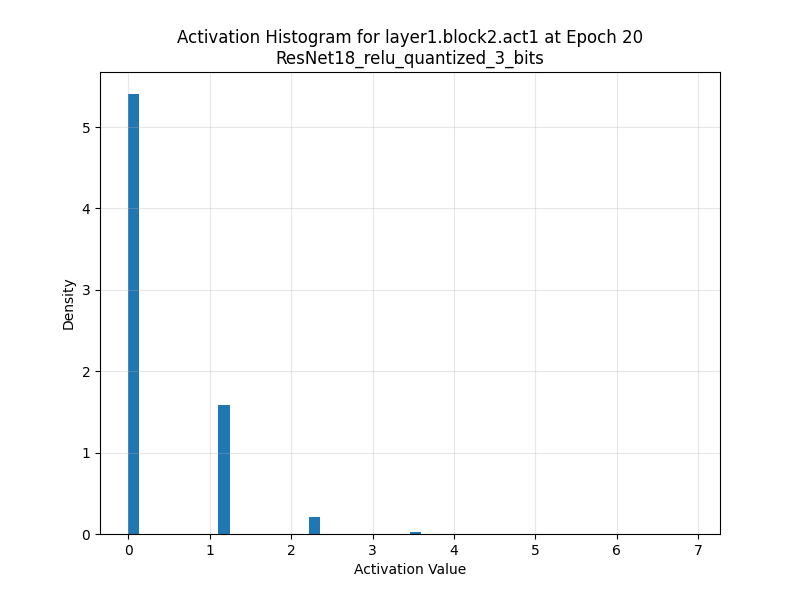 Activation Histogram for layer1.block2.act1 at Epoch 20
ResNet18_relu_quantized_3_bits
5
4
3
2
1
0
Density
0 1 2 3 4 5 6 7
Activation Value